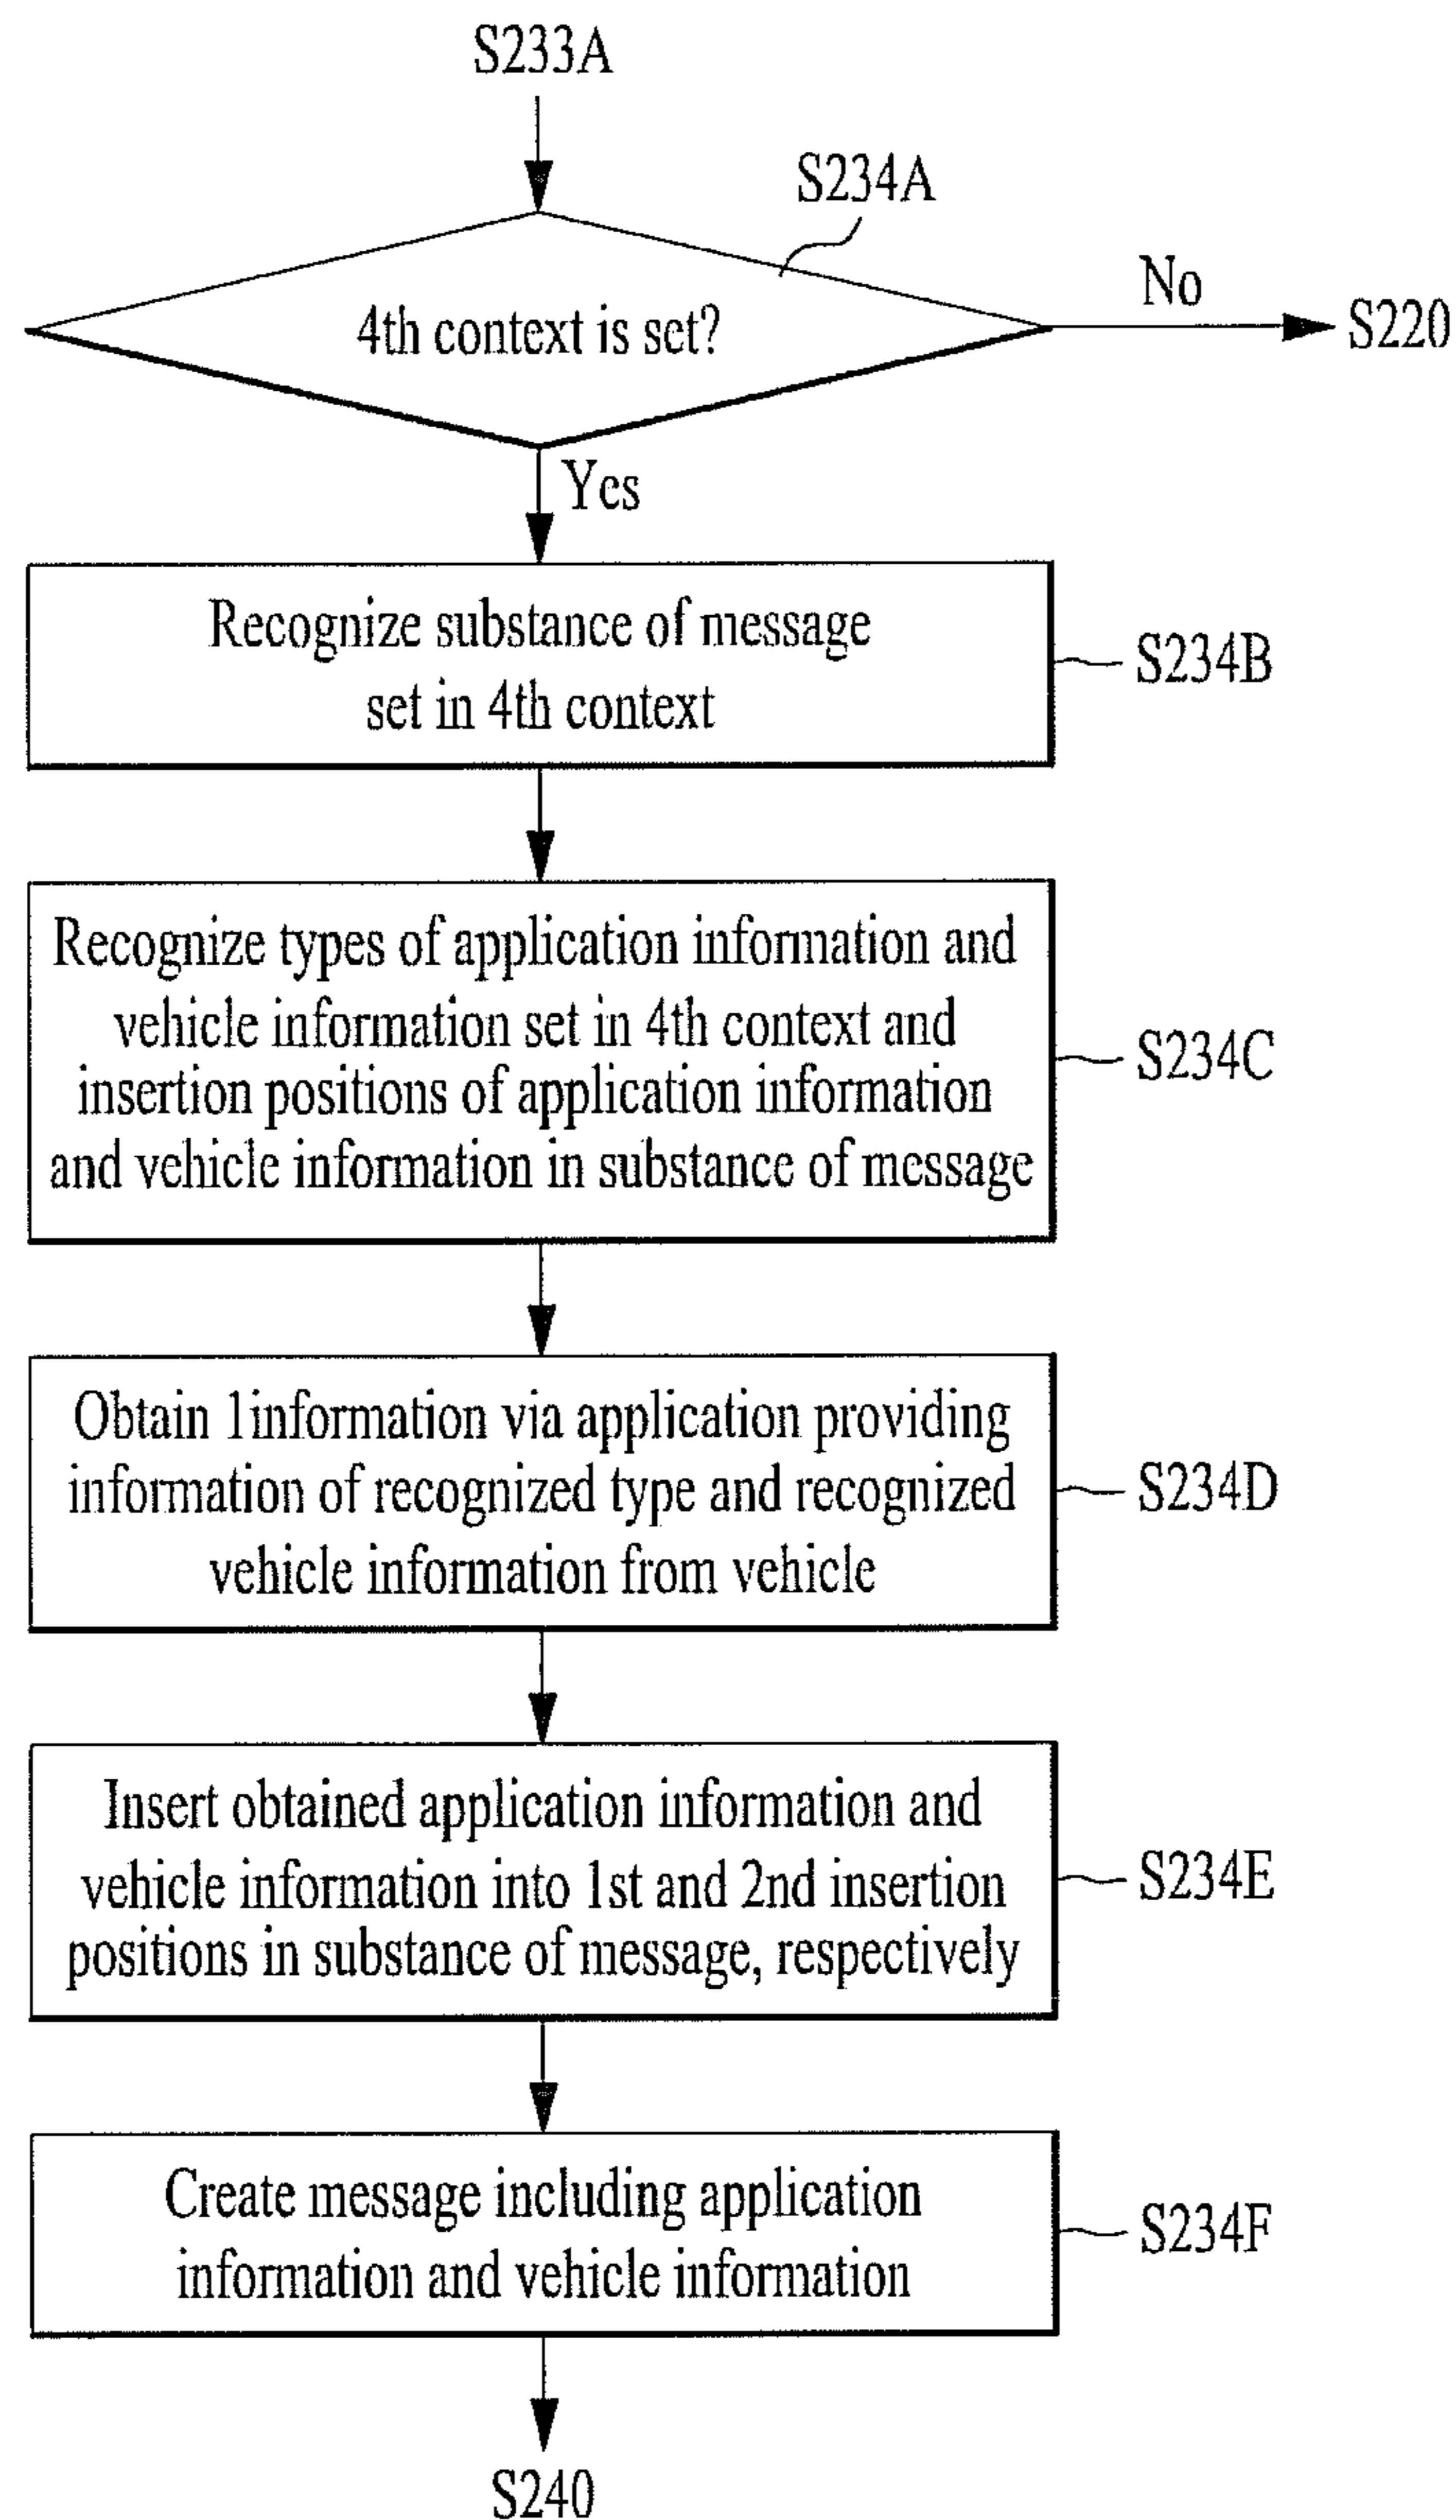 S233A
S234A
4th context is set?
No
S220
Yes
Recognize substance of message
set in 4th context
S234B
Recognize types of application information and
vehicle information set in 4th context and
insertion positions of application information
and vehicle information in substance of message
S234C
Obtain 1information via application providing
information of recognized type and recognized
vehicle information from vehicle
S234D
Insert obtained application information and
vehicle information into 1st and 2nd insertion
positions in substance of message, respectively
S234E
Create message including application
information and vehicle information
S234F
S240